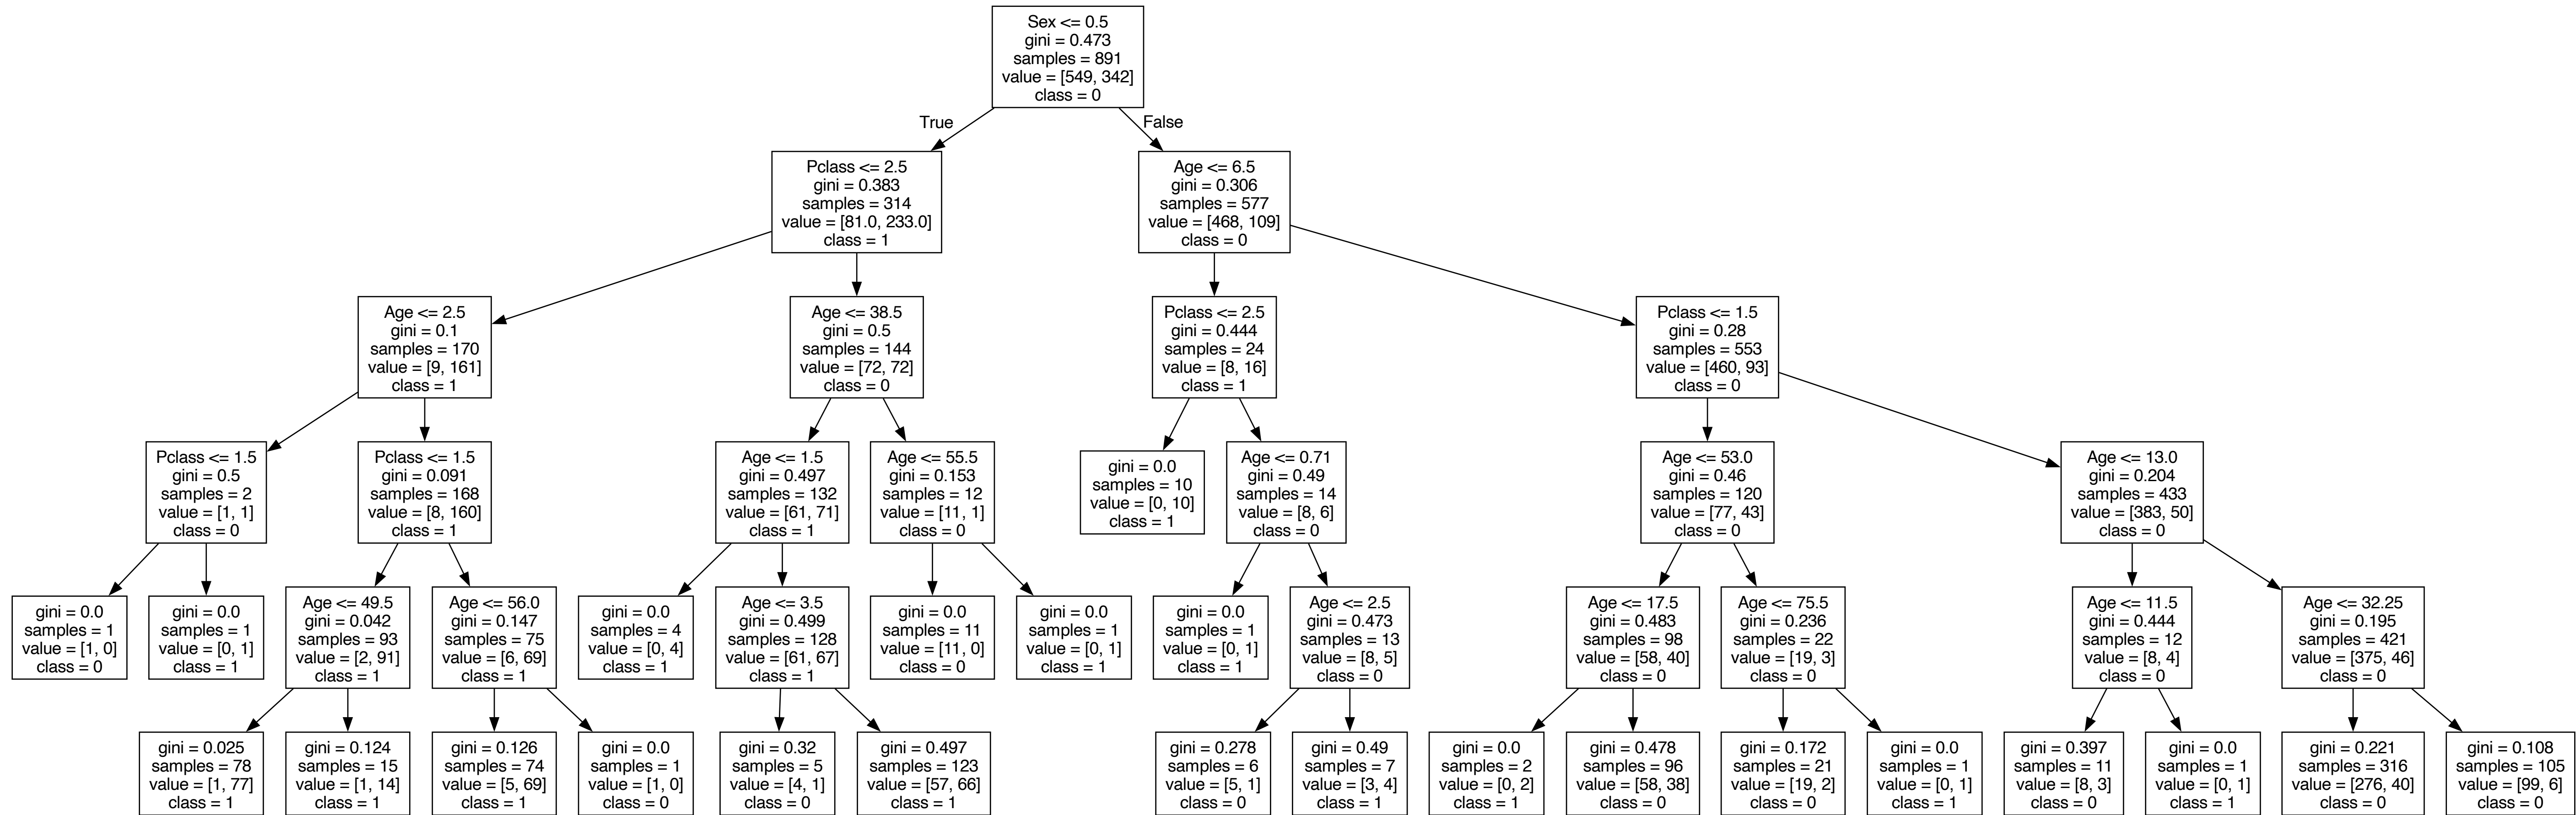 Sex <= 0.5
gini = 0.473
samples = 891
value = [549, 342]
class = 0
True
False
Pclass <= 2.5
gini = 0.383
samples = 314
value = [81.0, 233.0]
class = 1
Age <= 6.5
gini = 0.306
samples = 577
value = [468, 109]
class = 0
Age <= 2.5
gini = 0.1
samples = 170
value = [9, 161]
class = 1
Age <= 38.5
gini = 0.5
samples = 144
value = [72, 72]
class = 0
Pclass <= 2.5
gini = 0.444
samples = 24
value = [8, 16]
class = 1
Pclass <= 1.5
gini = 0.28
samples = 553
value = [460, 93]
class = 0
Pclass <= 1.5
gini = 0.5
samples = 2
value = [1, 1]
class = 0
Pclass <= 1.5
gini = 0.091
samples = 168
value = [8, 160]
class = 1
Age <= 1.5
gini = 0.497
samples = 132
value = [61, 71]
class = 1
Age <= 55.5
gini = 0.153
samples = 12
value = [11, 1]
class = 0
gini = 0.0
samples = 10
value = [0, 10]
class = 1
Age <= 0.71
gini = 0.49
samples = 14
value = [8, 6]
class = 0
Age <= 53.0
gini = 0.46
samples = 120
value = [77, 43]
class = 0
Age <= 13.0
gini = 0.204
samples = 433
value = [383, 50]
class = 0
gini = 0.0
samples = 1
value = [1, 0]
class = 0
gini = 0.0
samples = 1
value = [0, 1]
class = 1
Age <= 49.5
gini = 0.042
samples = 93
value = [2, 91]
class = 1
Age <= 56.0
gini = 0.147
samples = 75
value = [6, 69]
class = 1
gini = 0.0
samples = 4
value = [0, 4]
class = 1
Age <= 3.5
gini = 0.499
samples = 128
value = [61, 67]
class = 1
gini = 0.0
samples = 11
value = [11, 0]
class = 0
gini = 0.0
samples = 1
value = [0, 1]
class = 1
gini = 0.0
samples = 1
value = [0, 1]
class = 1
Age <= 2.5
gini = 0.473
samples = 13
value = [8, 5]
class = 0
Age <= 17.5
gini = 0.483
samples = 98
value = [58, 40]
class = 0
Age <= 75.5
gini = 0.236
samples = 22
value = [19, 3]
class = 0
Age <= 11.5
gini = 0.444
samples = 12
value = [8, 4]
class = 0
Age <= 32.25
gini = 0.195
samples = 421
value = [375, 46]
class = 0
gini = 0.025
samples = 78
value = [1, 77]
class = 1
gini = 0.124
samples = 15
value = [1, 14]
class = 1
gini = 0.126
samples = 74
value = [5, 69]
class = 1
gini = 0.0
samples = 1
value = [1, 0]
class = 0
gini = 0.32
samples = 5
value = [4, 1]
class = 0
gini = 0.497
samples = 123
value = [57, 66]
class = 1
gini = 0.278
samples = 6
value = [5, 1]
class = 0
gini = 0.49
samples = 7
value = [3, 4]
class = 1
gini = 0.0
samples = 2
value = [0, 2]
class = 1
gini = 0.478
samples = 96
value = [58, 38]
class = 0
gini = 0.172
samples = 21
value = [19, 2]
class = 0
gini = 0.0
samples = 1
value = [0, 1]
class = 1
gini = 0.397
samples = 11
value = [8, 3]
class = 0
gini = 0.0
samples = 1
value = [0, 1]
class = 1
gini = 0.221
samples = 316
value = [276, 40]
class = 0
gini = 0.108
samples = 105
value = [99, 6]
class = 0